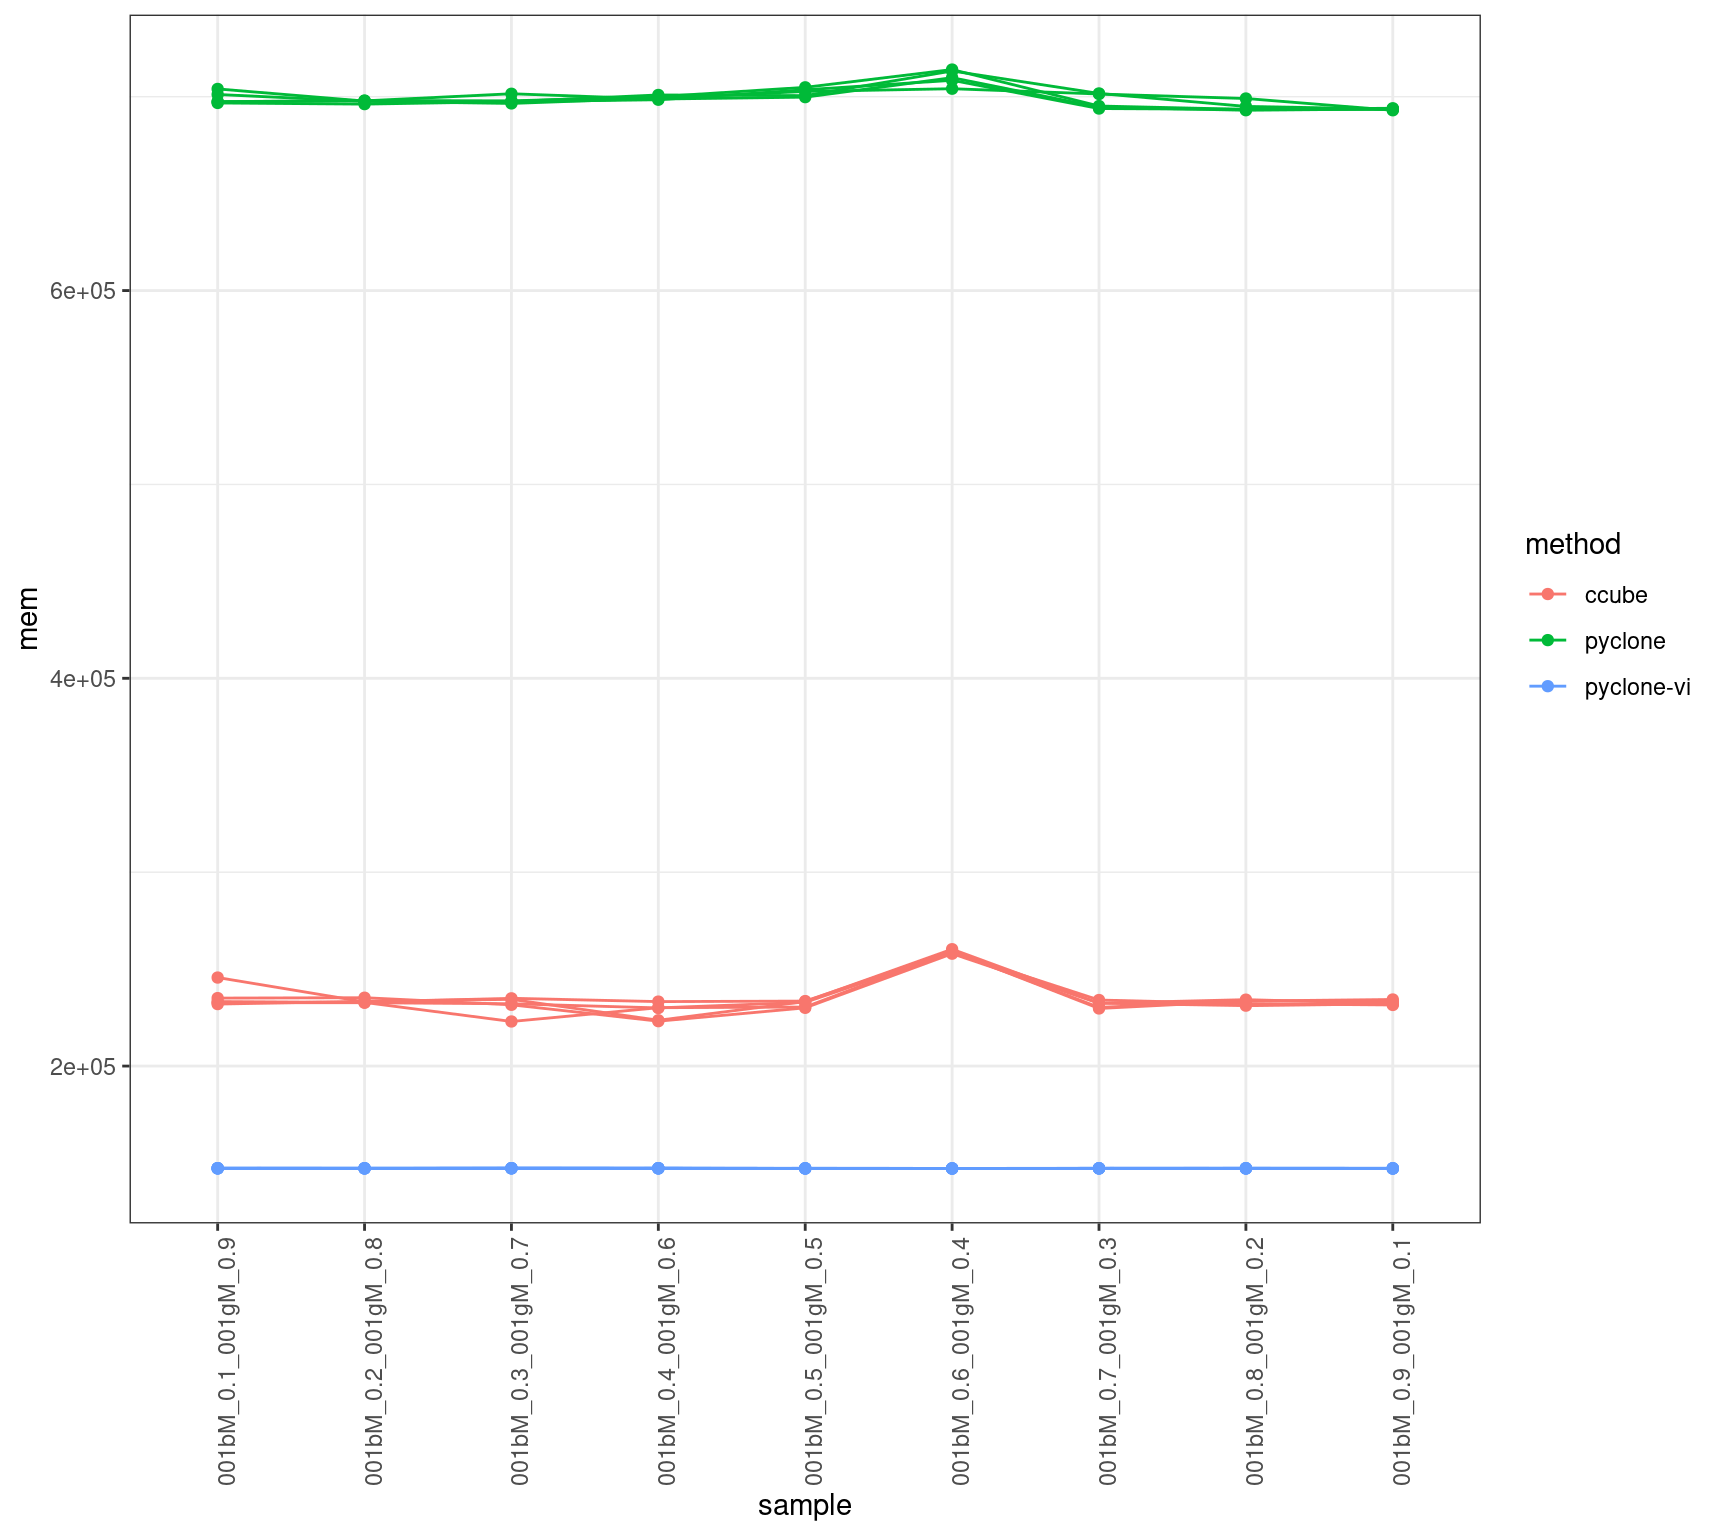 mem
6e+05
4e+05
2e+05
001bM_0.1_001gM_0.9
001bM_0.2_001gM_0.8
001bM_0.3_001gM_0.7
001bM_0.4_001gM_0.6
001bM_0.5_001gM_0.5
001bM_0.6_001gM_0.4
001bM_0.7_001gM_0.3
001bM_0.8_001gM_0.2
001bM_0.9_001gM_0.1
sample
method
ccube
pyclone
pyclone-vi